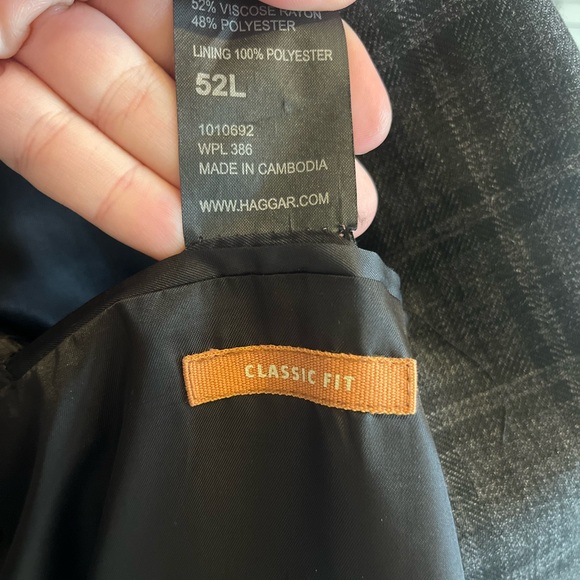 52% VISCOSE RAYON
48% POLYESTER
LINING 100% POLYESTER
52L
1010692
WPL 386
MADE IN CAMBODIA
WWW.HAGGAR.COM
CLASSIC FIT